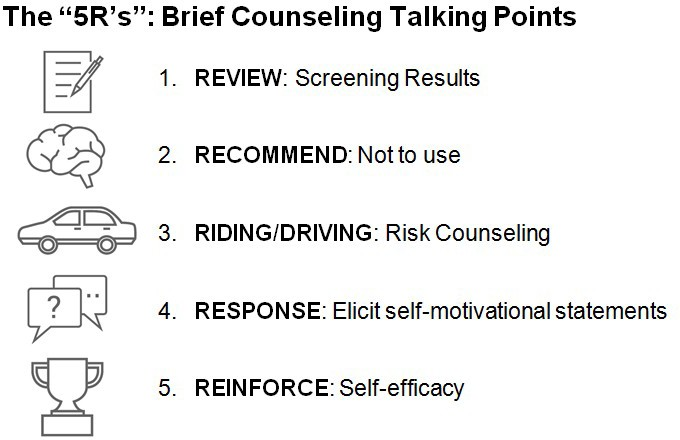 The “5R’s”: Brief Counseling Talking Points
1. REVIEW: Screening Results
2. RECOMMEND: Not to use
3. RIDING/DRIVING: Risk Counseling
?
4. RESPONSE: Elicit self-motivational statements
5. REINFORCE: Self-efficacy